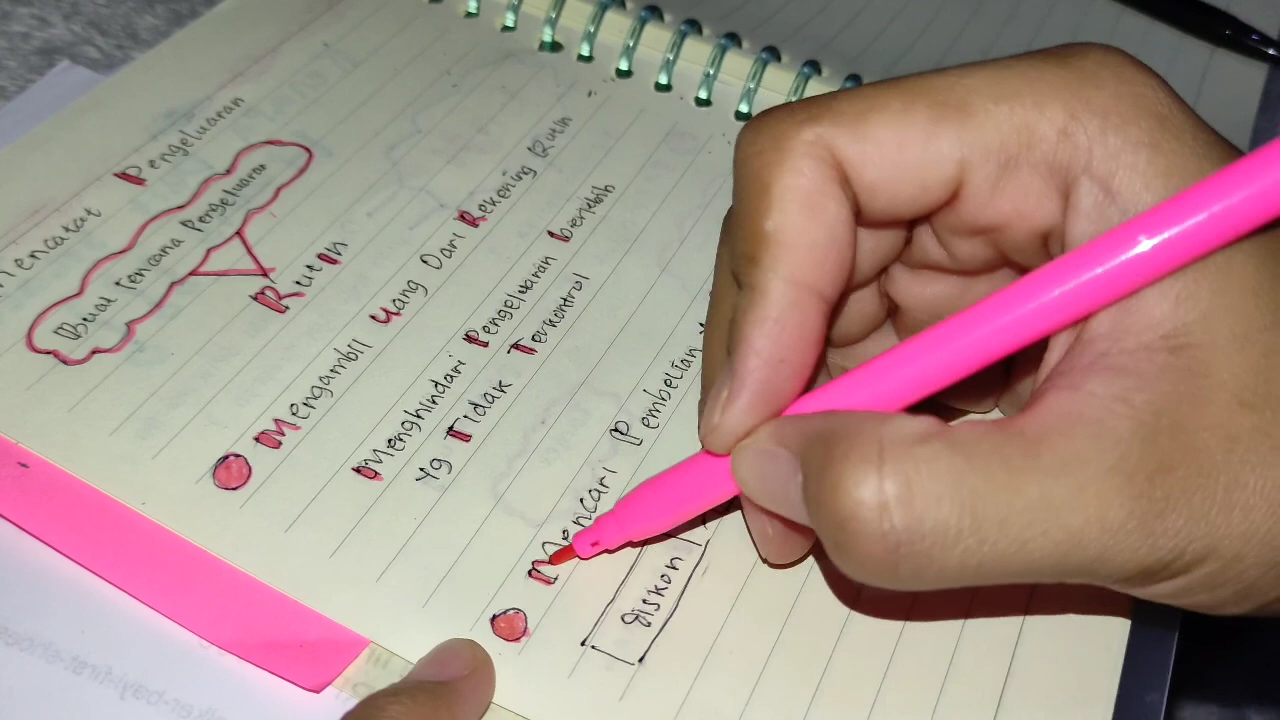 Mencatat Pengeluaran
Buat rencana Pengeluaran
Rutin
Mengambil Uang Dari Rekening Rutin
Menghindari Pengeluaran berlebih
Yg Tidak Terkontrol
Mencari Pembelian
diskon